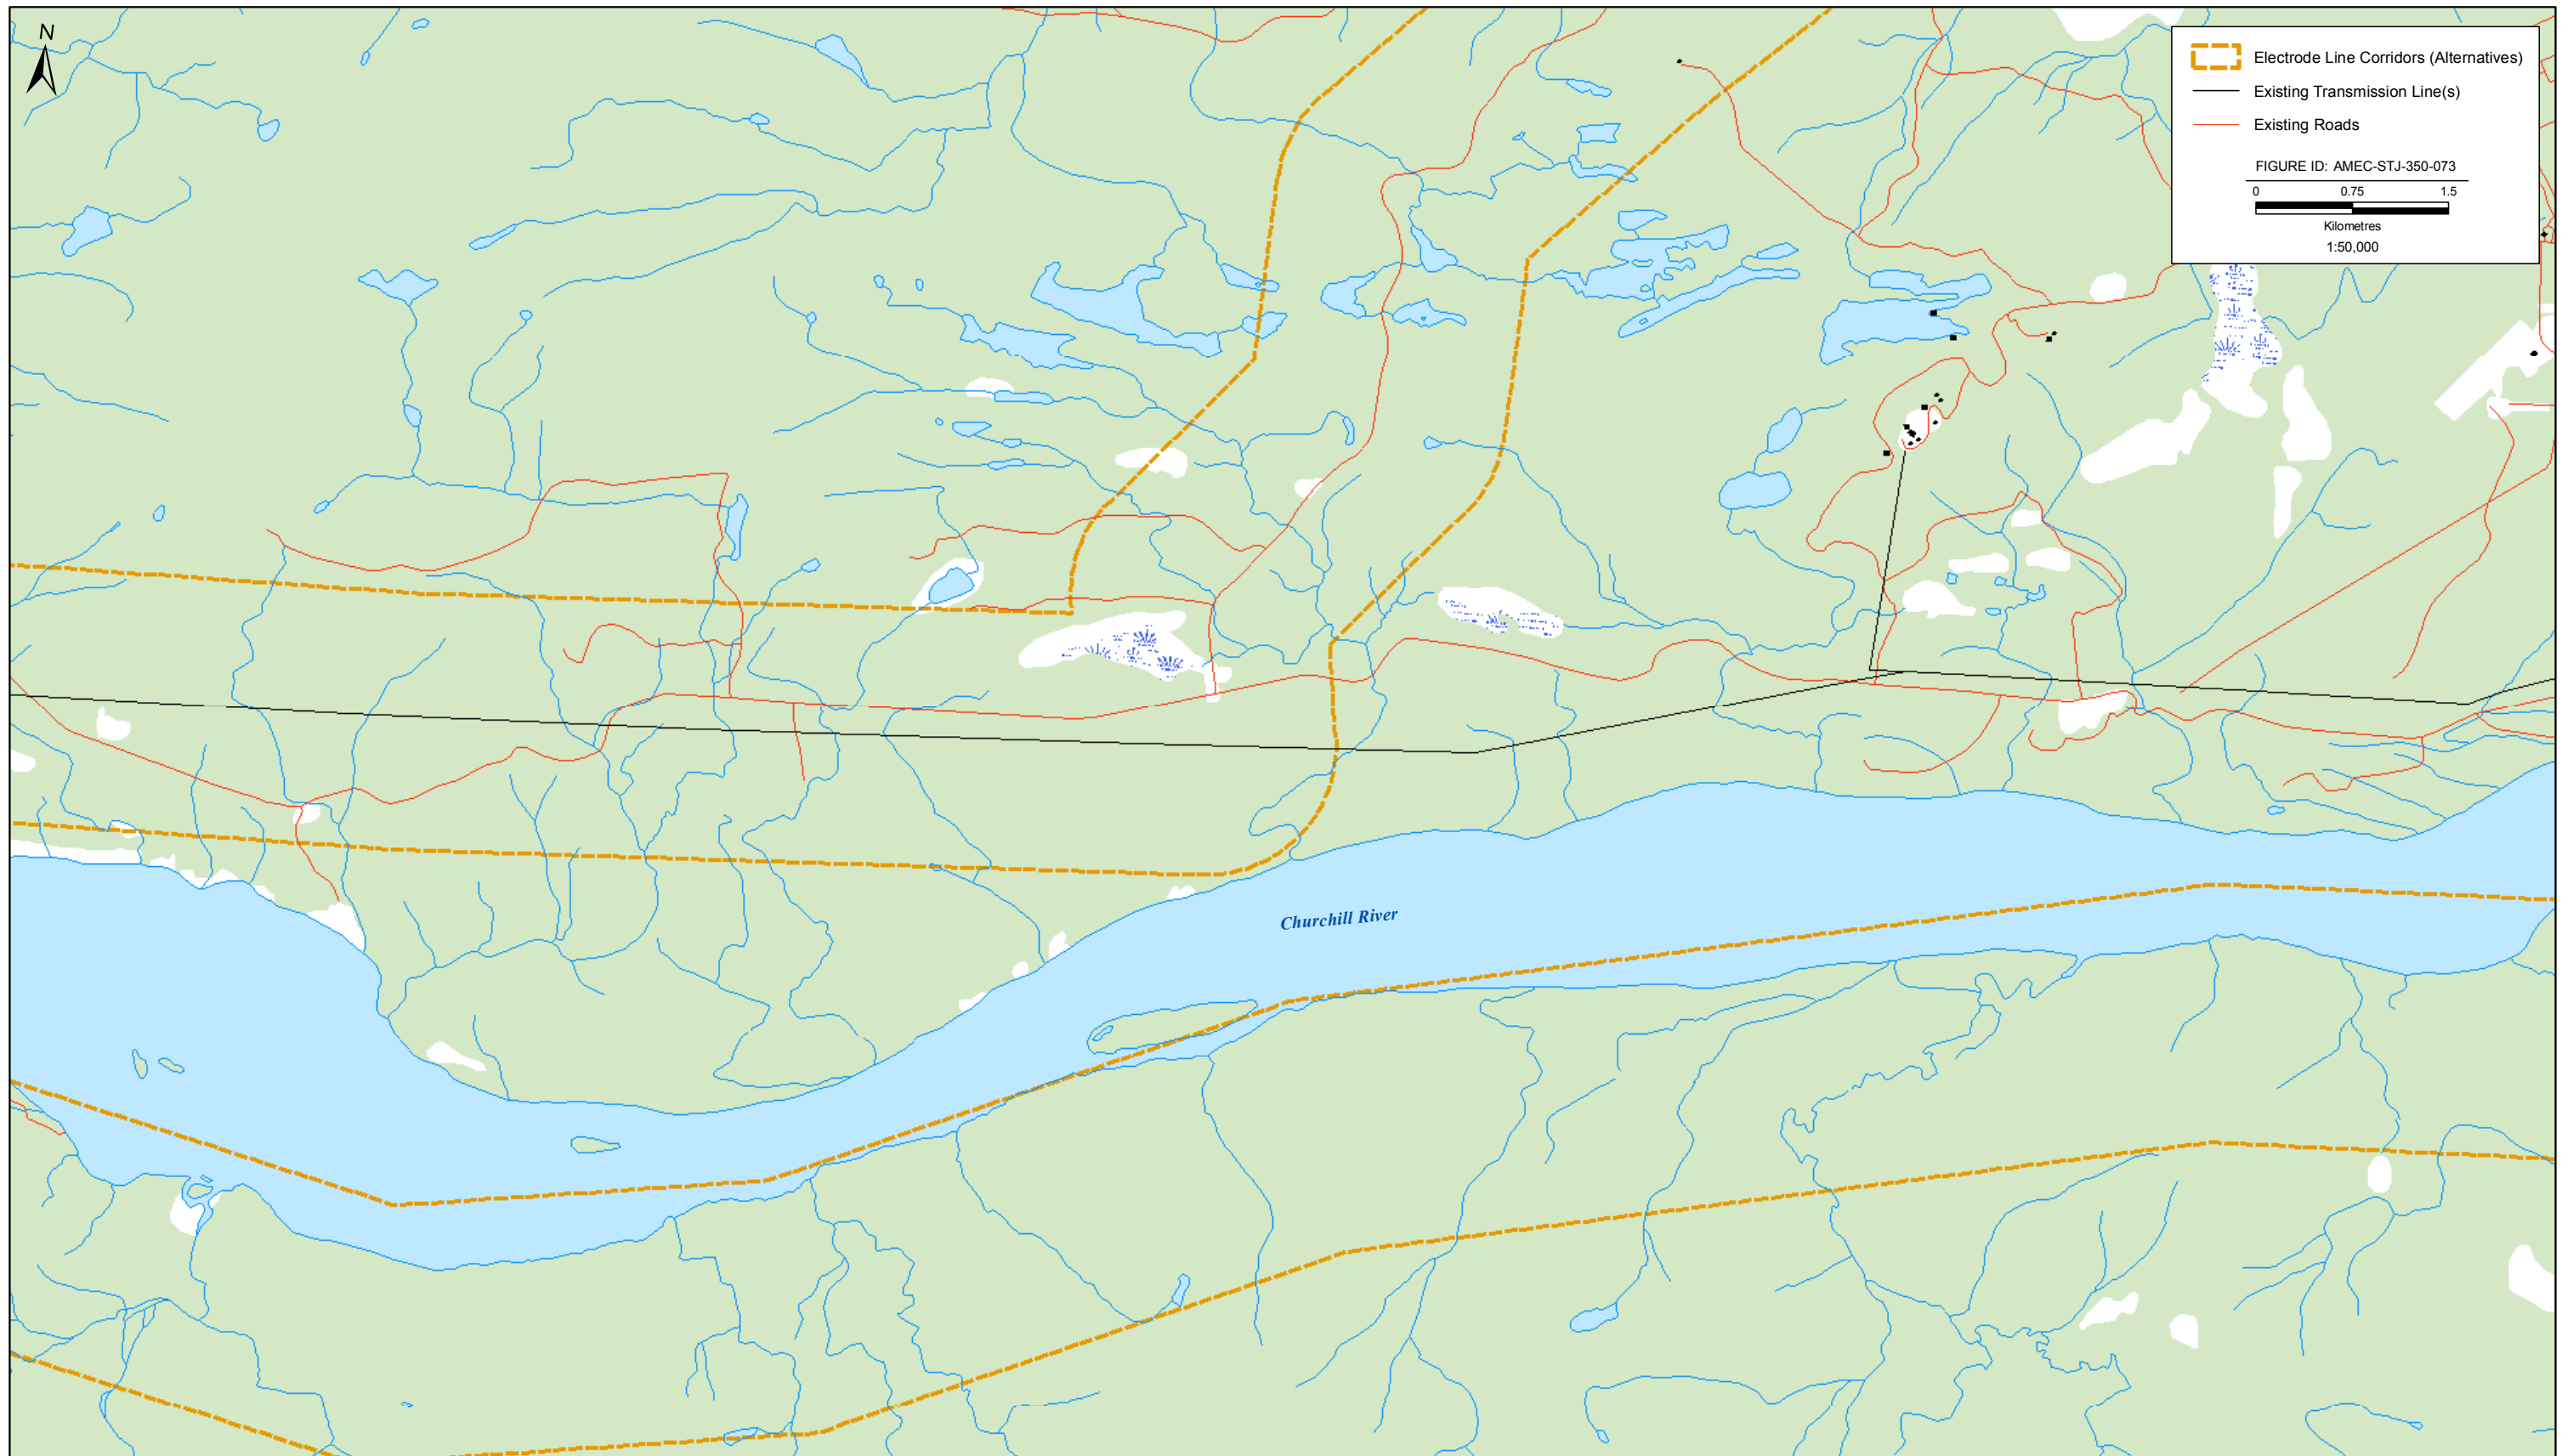 N
Electrode Line Corridors (Alternatives)
Existing Transmission Line(s)
Existing Roads
FIGURE ID: AMEC-STJ-350-073
0 0.75 1.5
Kilometres
1:50,000
Churchill River